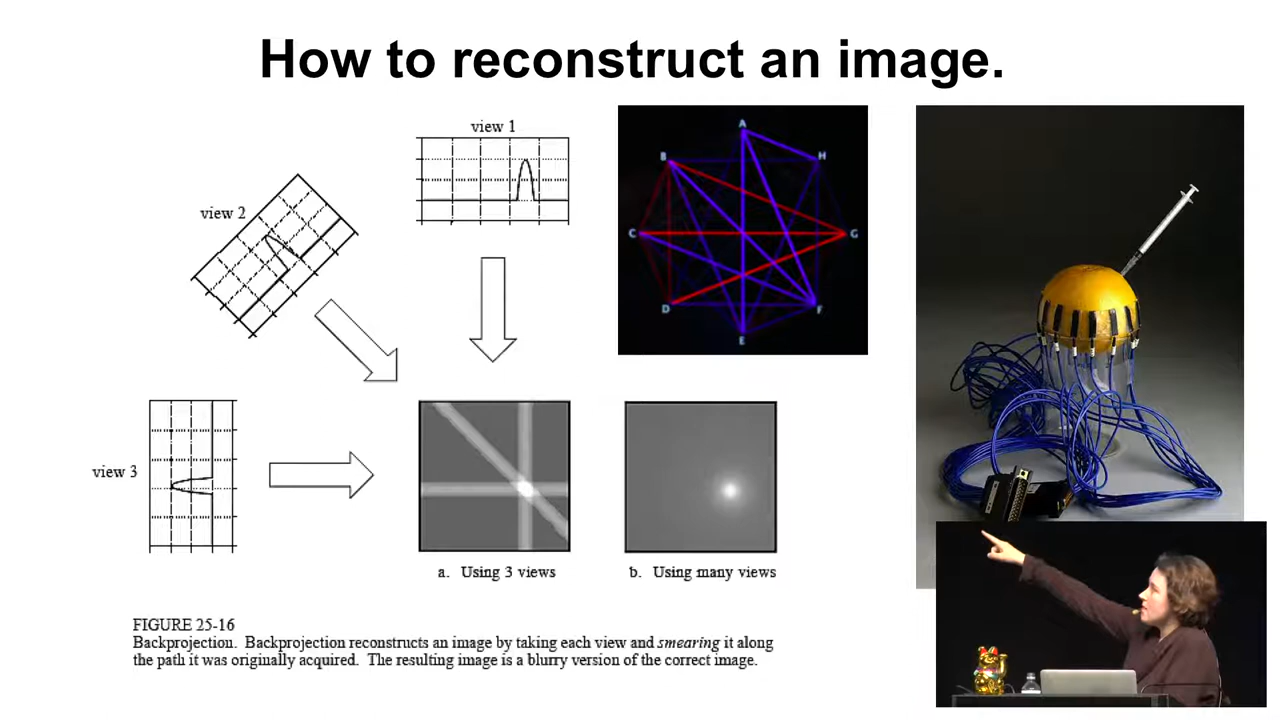 How to reconstruct an image.
view 1
view 2
view 3
A
B
H
C
G
D
F
E
a. Using 3 views
b. Using many views
FIGURE 25-16
Backprojection. Backprojection reconstructs an image by taking each view and smearing it along
the path it was originally acquired. The resulting image is a blurry version of the correct image.